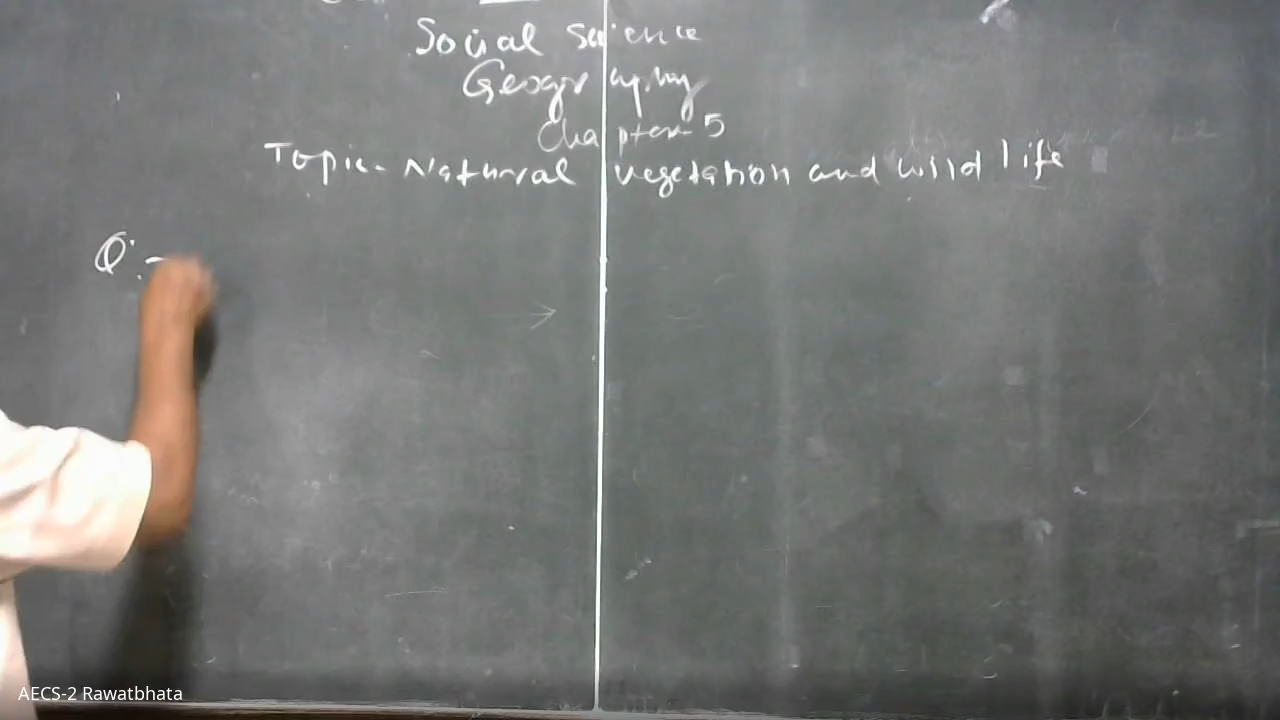 Social Science
Geography
Chapter 5
Topic- Natural vegetation and wild life
Q:-
AECS-2 Rawatbhata